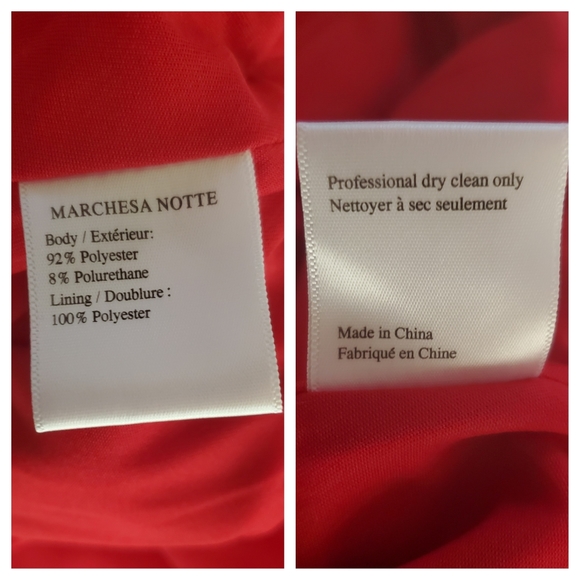 MARCHESA NOTTE
Body / Extérieur:
92% Polyester
8% Polurethane
Lining / Doublure :
100% Polyester
Professional dry clean only
Nettoyer à sec seulement
Made in China
Fabriqué en Chine